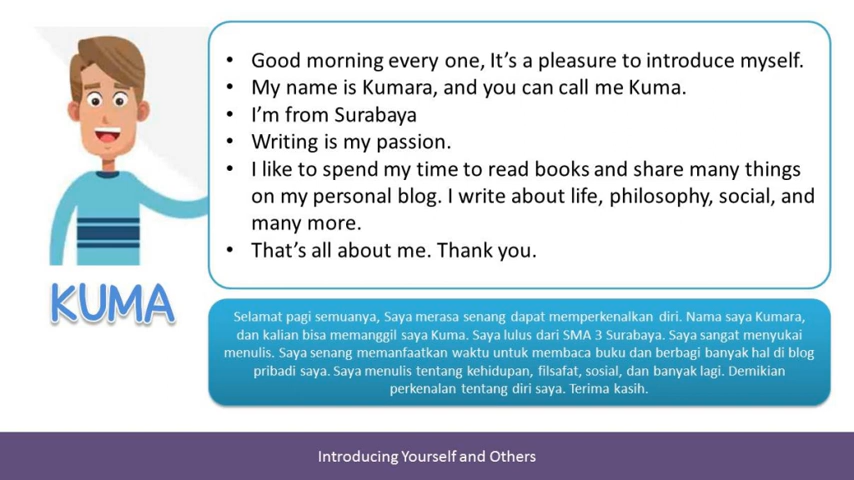 • Good morning every one, It's a pleasure to introduce myself.
• My name is Kumara, and you can call me Kuma.
• I'm from Surabaya
• Writing is my passion.
• I like to spend my time to read books and share many things
on my personal blog. I write about life, philosophy, social, and
many more.
• That's all about me. Thank you.
KUMA
Selamat pagi semuanya, Saya merasa senang dapat memperkenalkan diri. Nama saya Kumara,
dan kalian bisa memanggil saya Kuma. Saya lulus dari SMA 3 Surabaya. Saya sangat menyukai
menulis. Saya senang memanfaatkan waktu untuk membaca buku dan berbagi banyak hal di blog
pribadi saya. Saya menulis tentang kehidupan, filsafat, sosial, dan banyak lagi. Demikian
perkenalan tentang diri saya. Terima kasih.
Introducing Yourself and Others